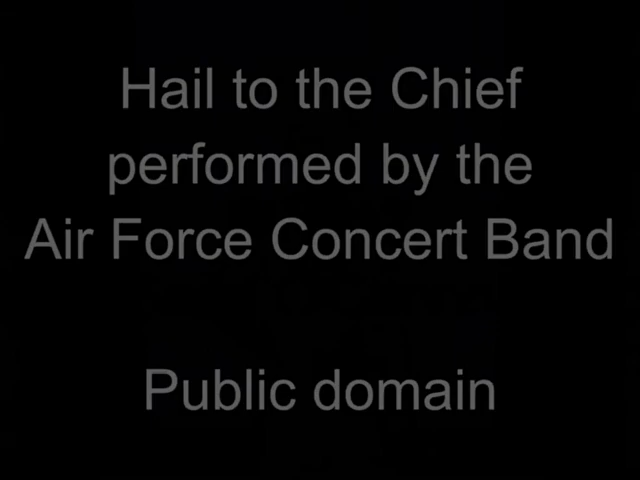 Hail to the Chief
performed by the
Air Force Concert Band
Public domain